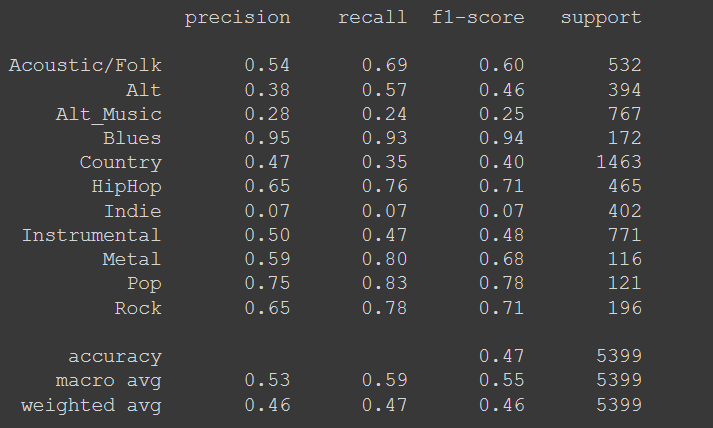 precision recall f1-score support
Acoustic/Folk 0.54 0.69 0.60 532
Alt 0.38 0.57 0.46 394
Alt_Music 0.28 0.24 0.25 767
Blues 0.95 0.93 0.94 172
Country 0.47 0.35 0.40 1463
HipHop 0.65 0.76 0.71 465
Indie 0.07 0.07 0.07 402
Instrumental 0.50 0.47 0.48 771
Metal 0.59 0.80 0.68 116
Pop 0.75 0.83 0.78 121
Rock 0.65 0.78 0.71 196
accuracy 0.47 5399
macro avg 0.53 0.59 0.55 5399
weighted avg 0.46 0.47 0.46 5399